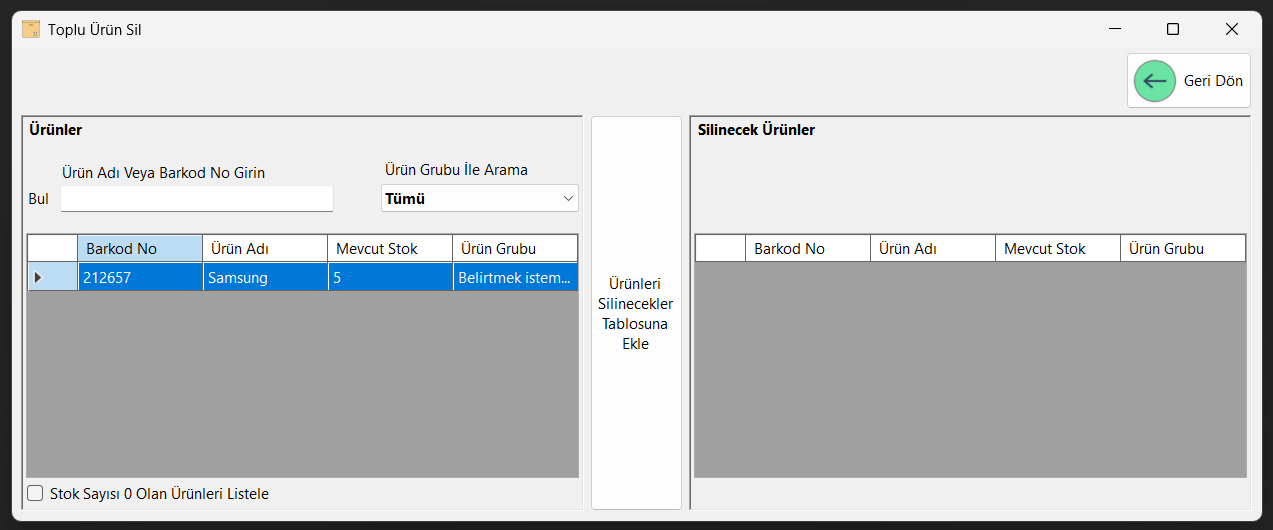 Toplu Ürün Sil
Geri Dön
Ürünler
Ürün Adı Veya Barkod No Girin
Ürün Grubu İle Arama
Bul
Tümü
Barkod No Ürün Adı Mevcut Stok Ürün Grubu
212657 Samsung 5 Belirtmek istem...
Stok Sayısı 0 Olan Ürünleri Listele
Ürünleri
Silinecekler
Tablosuna
Ekle
Silinecek Ürünler
Barkod No Ürün Adı Mevcut Stok Ürün Grubu